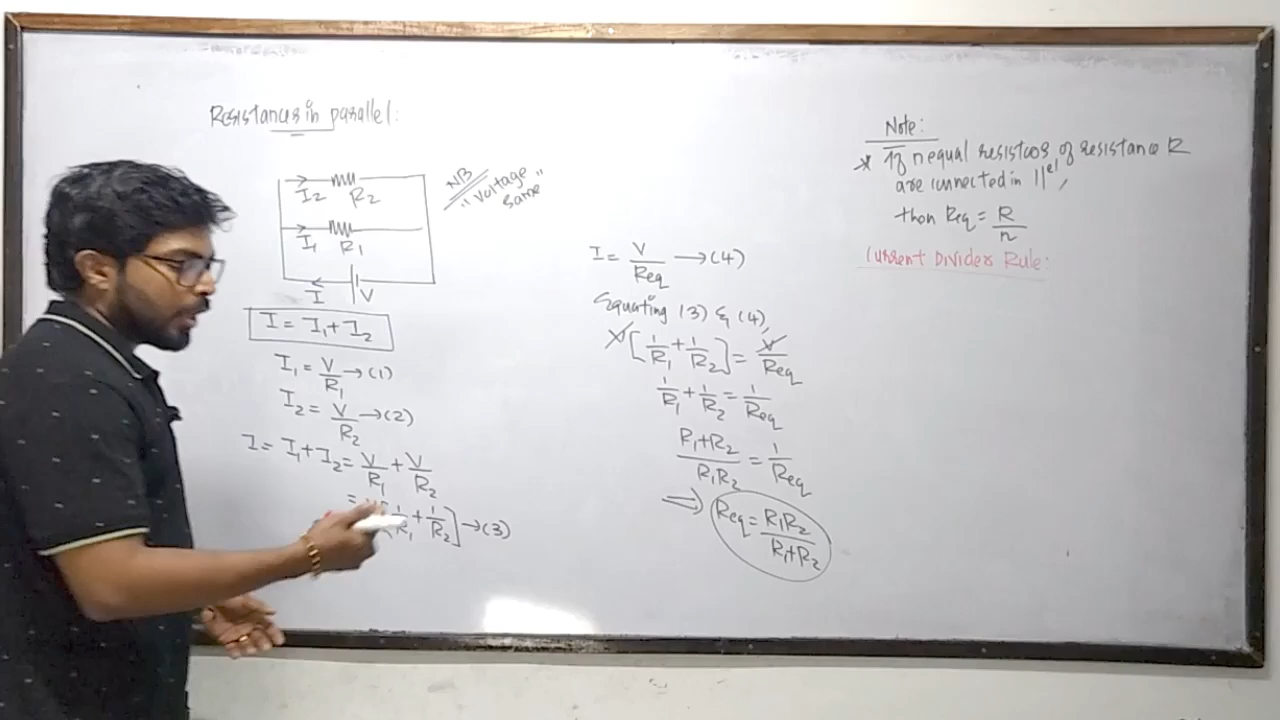 Resistances in parallel:
I₂ R₂
I₁ R₁
I V
NB
"Voltage same"
I = I₁ + I₂
I₁ = V/R₁ → (1)
I₂ = V/R₂ → (2)
I = I₁ + I₂ = V/R₁ + V/R₂
= [1/R₁ + 1/R₂] → (3)
I = V/Req → (4)
Equating (3) & (4),
V[1/R₁ + 1/R₂] = V/Req
1/R₁ + 1/R₂ = 1/Req
R₁+R₂/R₁R₂ = 1/Req
⇒ Req = R₁R₂/R₁+R₂
Note:
* If n equal resistors of resistance R
are connected in ||el,
then Req = R/n
Current Divider Rule: